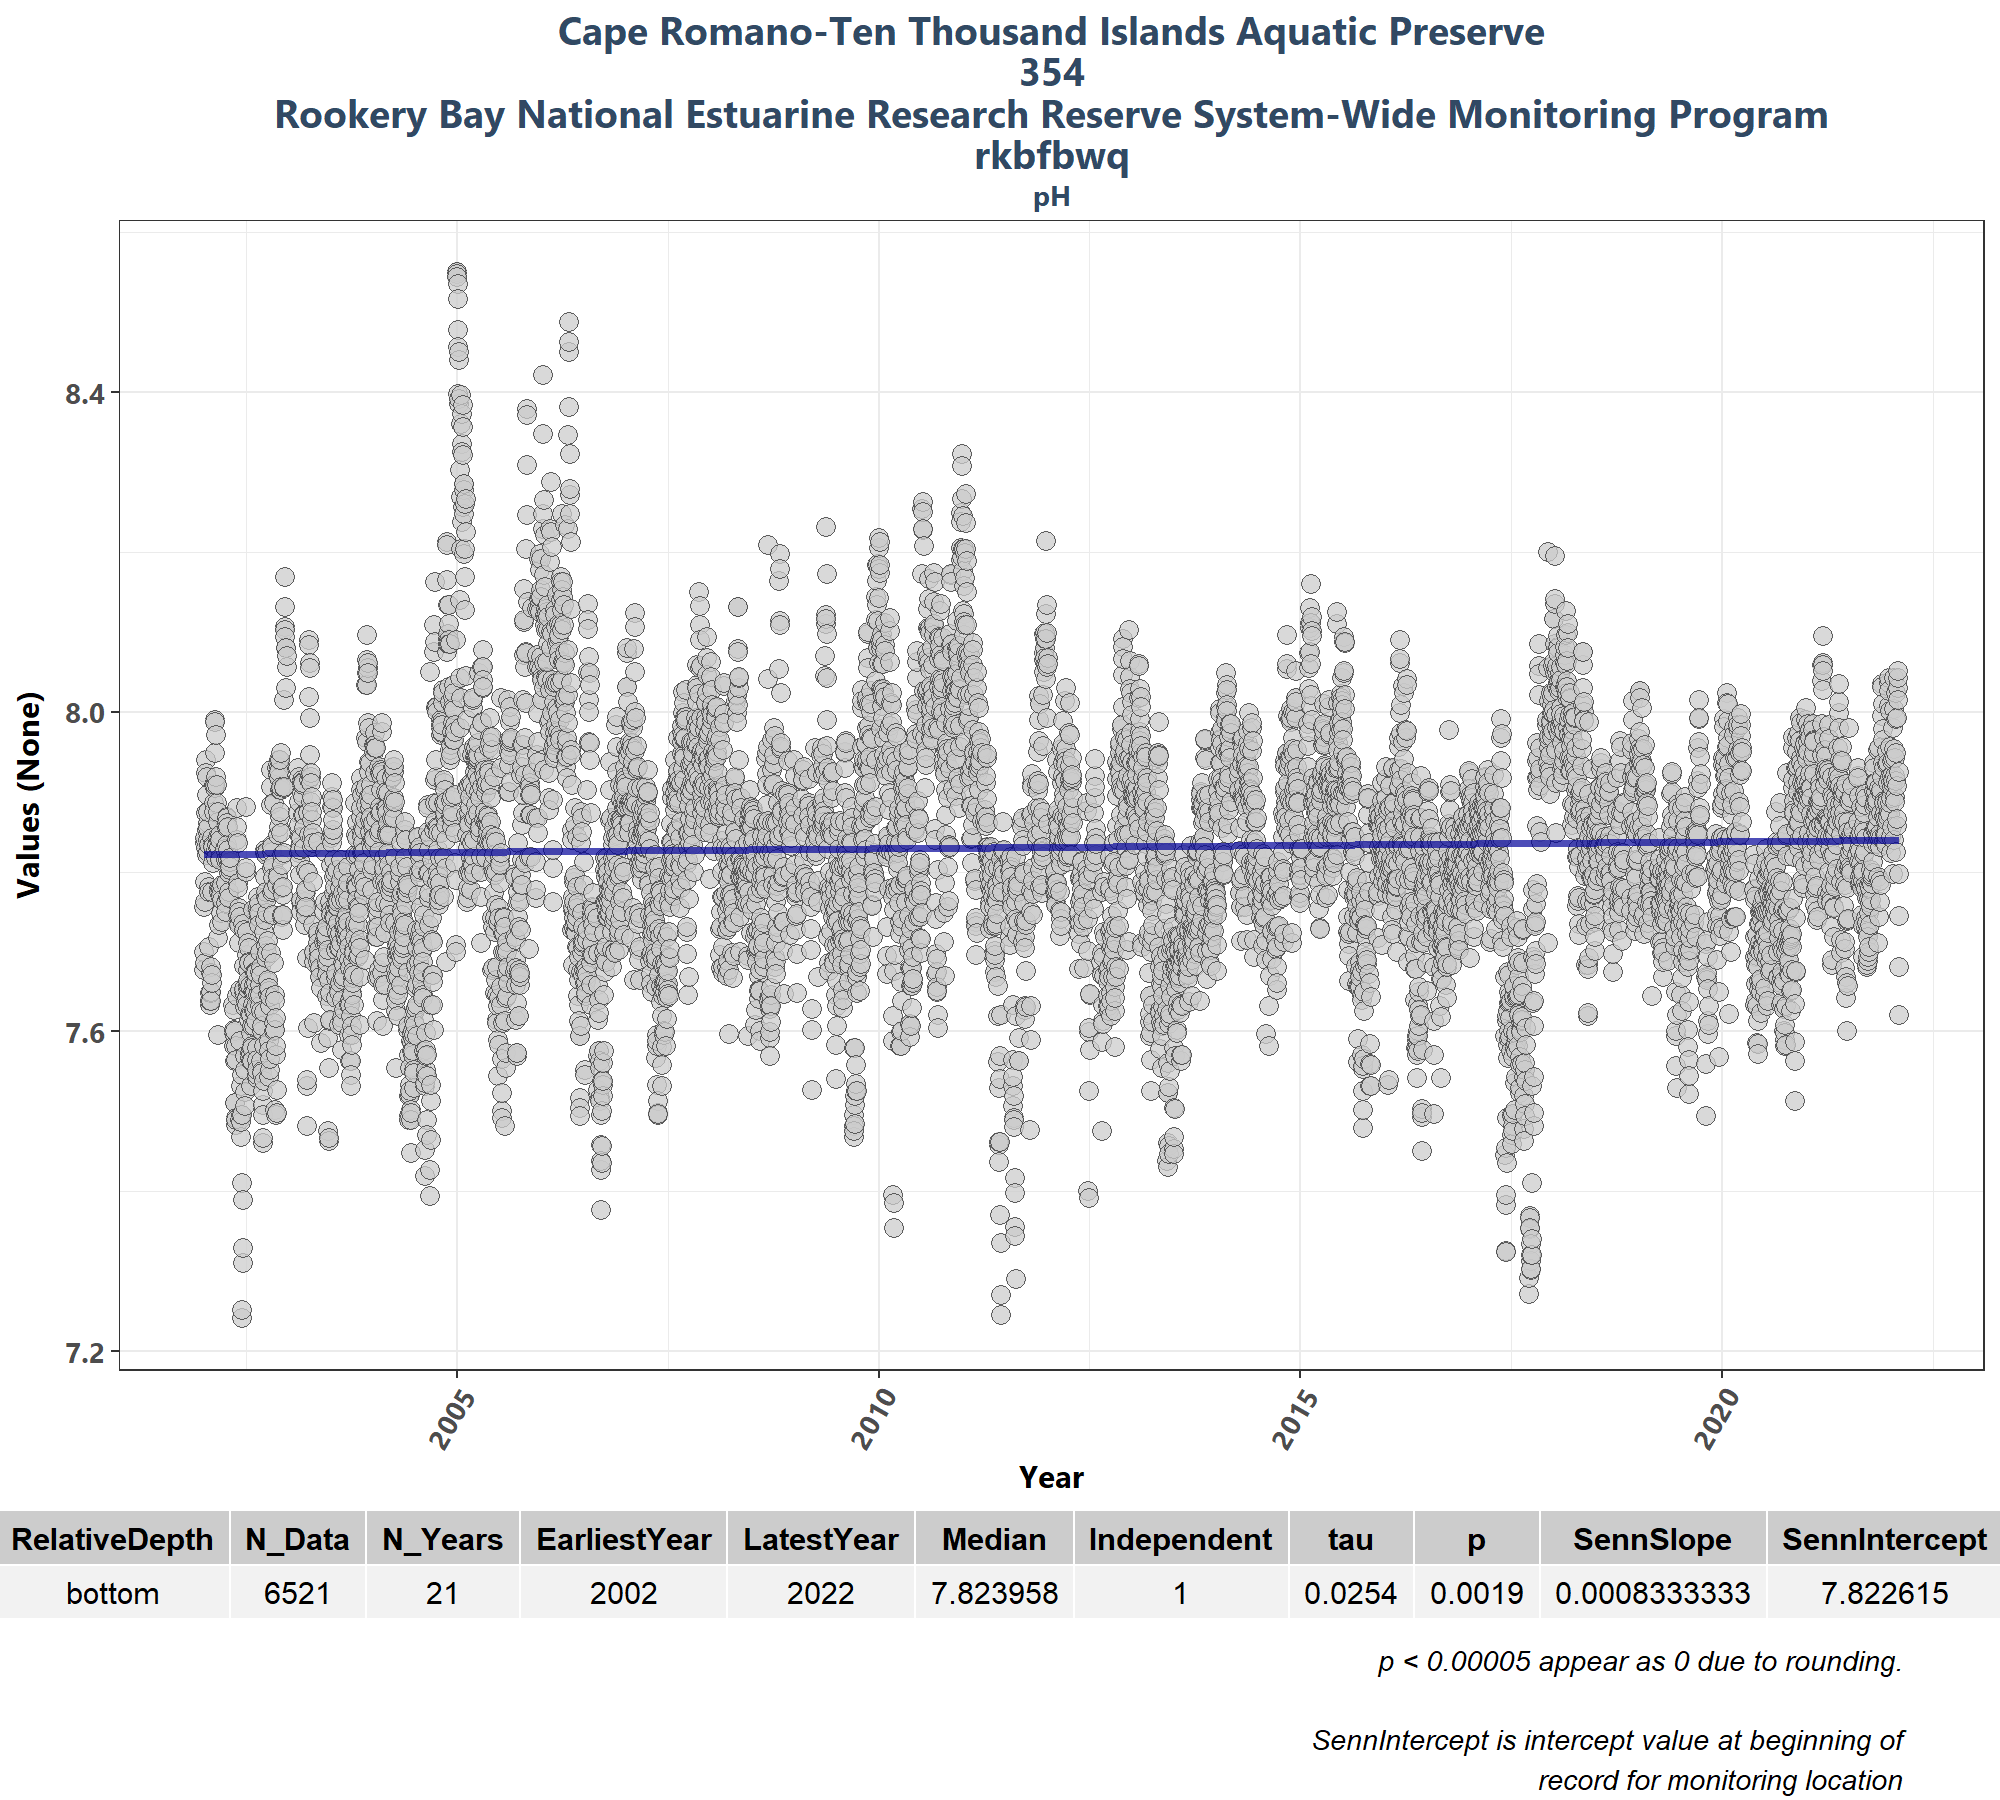 Cape Romano-Ten Thousand Islands Aquatic Preserve
354
Rookery Bay National Estuarine Research Reserve System-Wide Monitoring Program
rkbfbwq
pH
Values (None)
8.4
8.0
7.6
7.2
2005 2010 2015 2020
Year
RelativeDepth N_Data N_Years EarliestYear LatestYear Median Independent tau p SennSlope SennIntercept
bottom 6521 21 2002 2022 7.823958 1 0.0254 0.0019 0.0008333333 7.822615
p < 0.00005 appear as 0 due to rounding.
SennIntercept is intercept value at beginning of
record for monitoring location